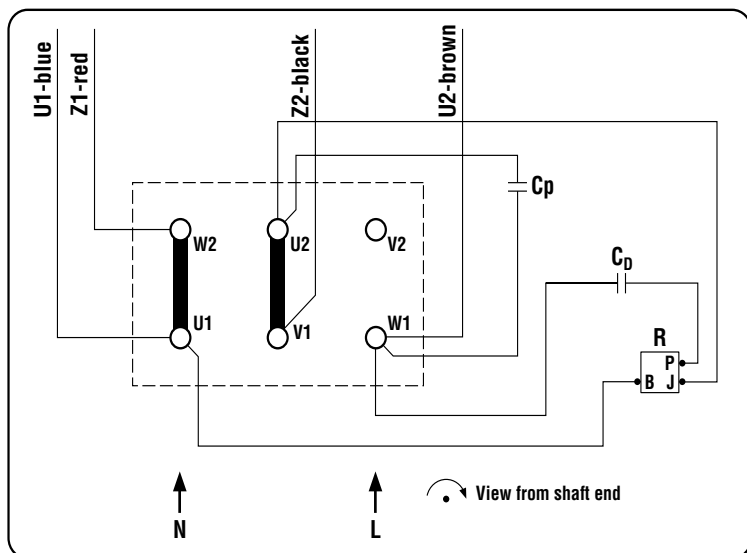 U1-blue
Z1-red
Z2-black
U2-brown
Cp
W2
U2
V2
CD
U1
V1
W1
R
P
B J
N
L
View from shaft end